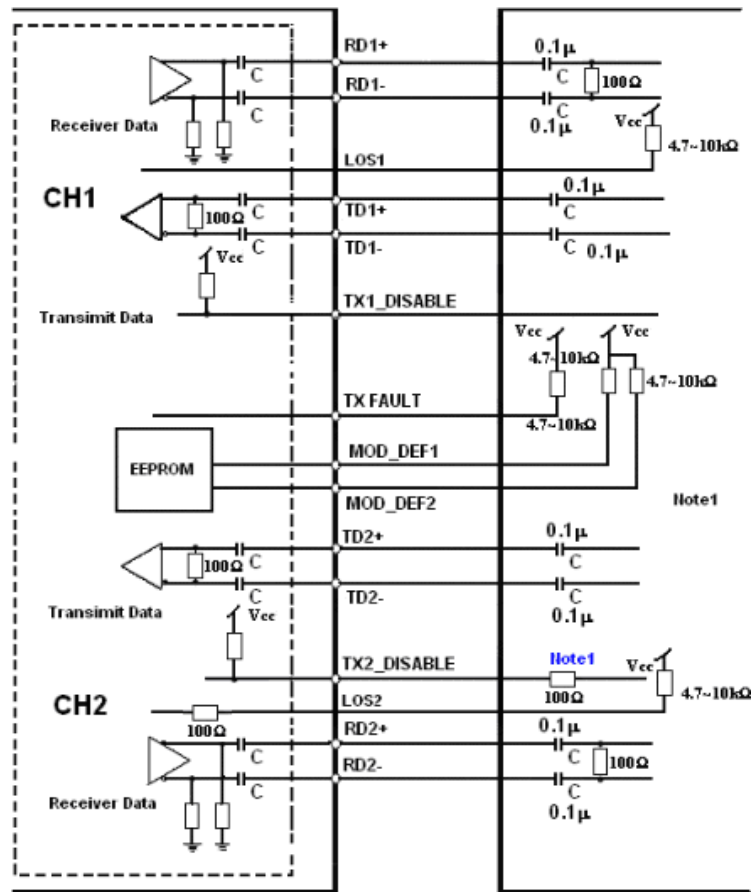 RD1+
0.1μ
C
C
100Ω
RD1-
C
C
0.1μ
Vcc
Receiver Data
4.7~10kΩ
LOS1
CH1
0.1μ
100Ω
C
TD1+
C
C
TD1-
C
0.1μ
Vcc
Transimit Data
TX1_DISABLE
Vcc
Vcc
4.7~10kΩ
4.7~10kΩ
TX FAULT
4.7~10kΩ
EEPROM
MOD_DEF1
MOD_DEF2
Note1
TD2+
0.1μ
100Ω
C
C
C
TD2-
C
0.1μ
Transimit Data
Vcc
TX2_DISABLE
Note1
Vcc
100Ω
4.7~10kΩ
CH2
LOS2
100Ω
RD2+
0.1μ
C
C
100Ω
RD2-
C
C
Receiver Data
0.1μ